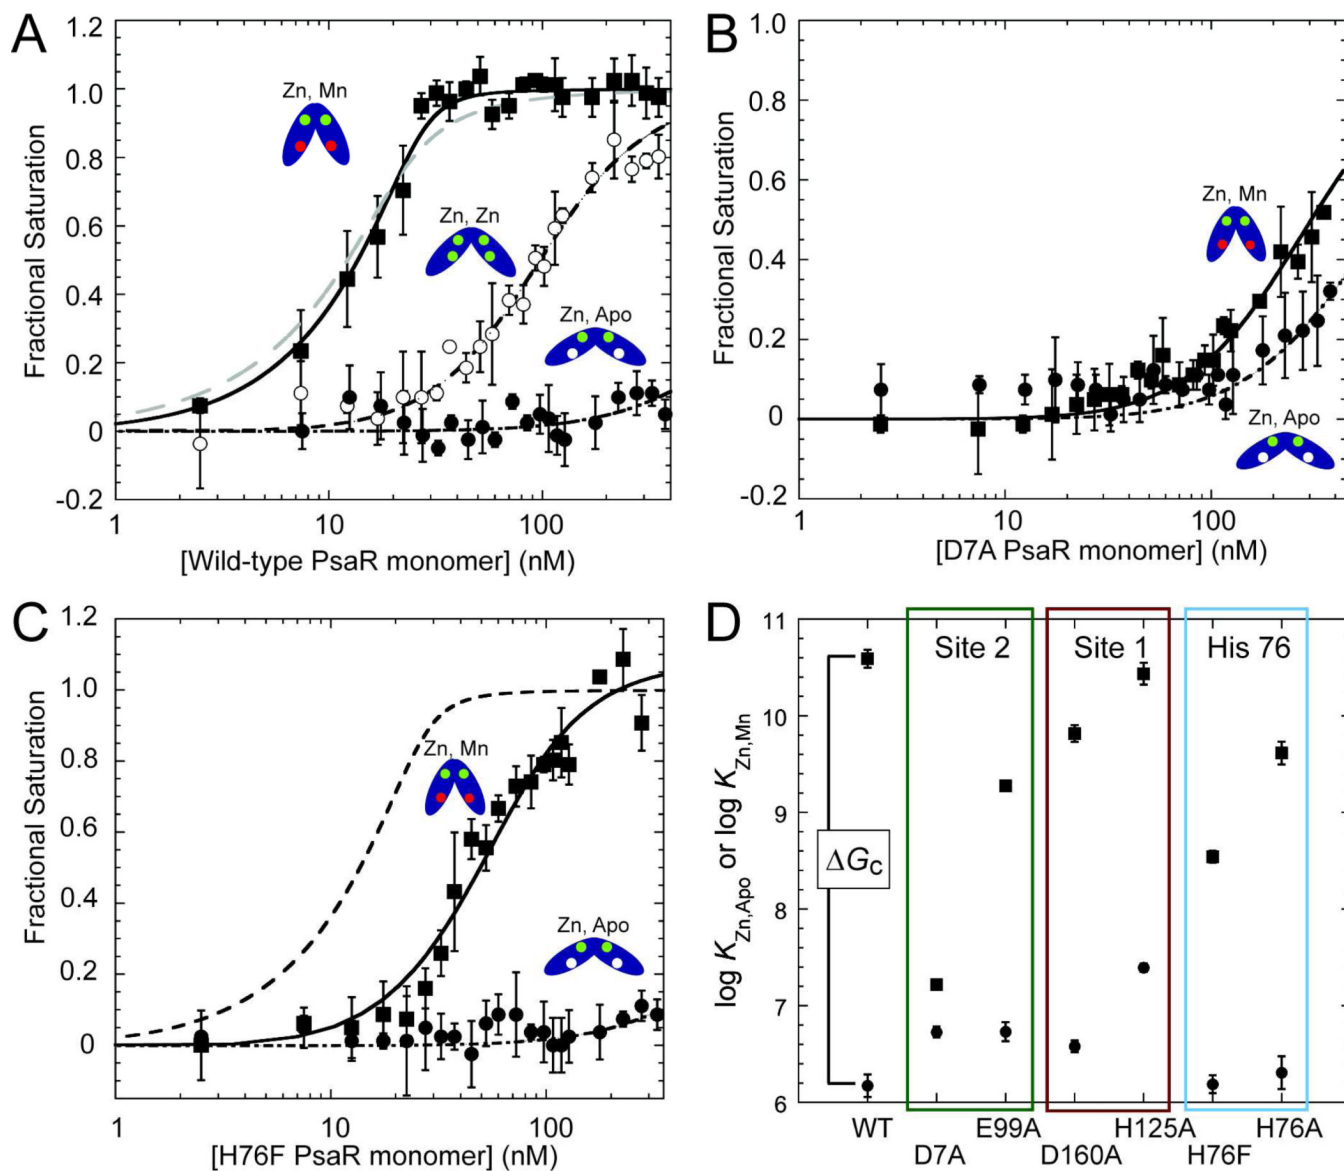 A
1.2
1.0
0.8
0.6
0.4
0.2
0
-0.2
Fractional Saturation
Zn, Mn
Zn, Zn
Zn, Apo
1 10 100
[Wild-type PsaR monomer] (nM)
B
1.0
0.8
0.6
0.4
0.2
0
-0.2
Fractional Saturation
Zn, Mn
Zn, Apo
1 10 100
[D7A PsaR monomer] (nM)
C
1.2
1.0
0.8
0.6
0.4
0.2
0
Fractional Saturation
Zn, Mn
Zn, Apo
1 10 100
[H76F PsaR monomer] (nM)
D
11
10
9
8
7
6
log K Zn,Apo or log K Zn,Mn
Site 2
Site 1
His 76
ΔGc
WT
D7A
E99A
D160A
H125A
H76F
H76A